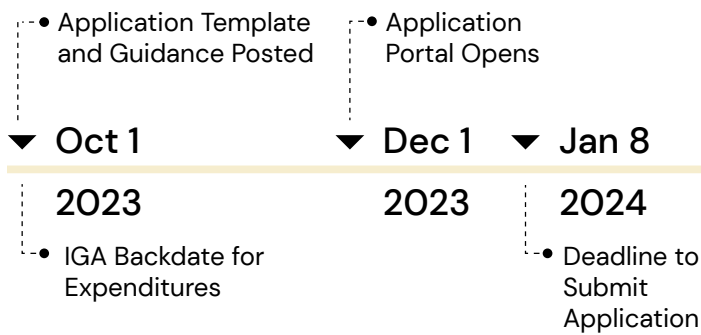 Application Template
and Guidance Posted
Application
Portal Opens
Oct 1
Dec 1
Jan 8
2023
2023
2024
IGA Backdate for
Expenditures
Deadline to
Submit
Application